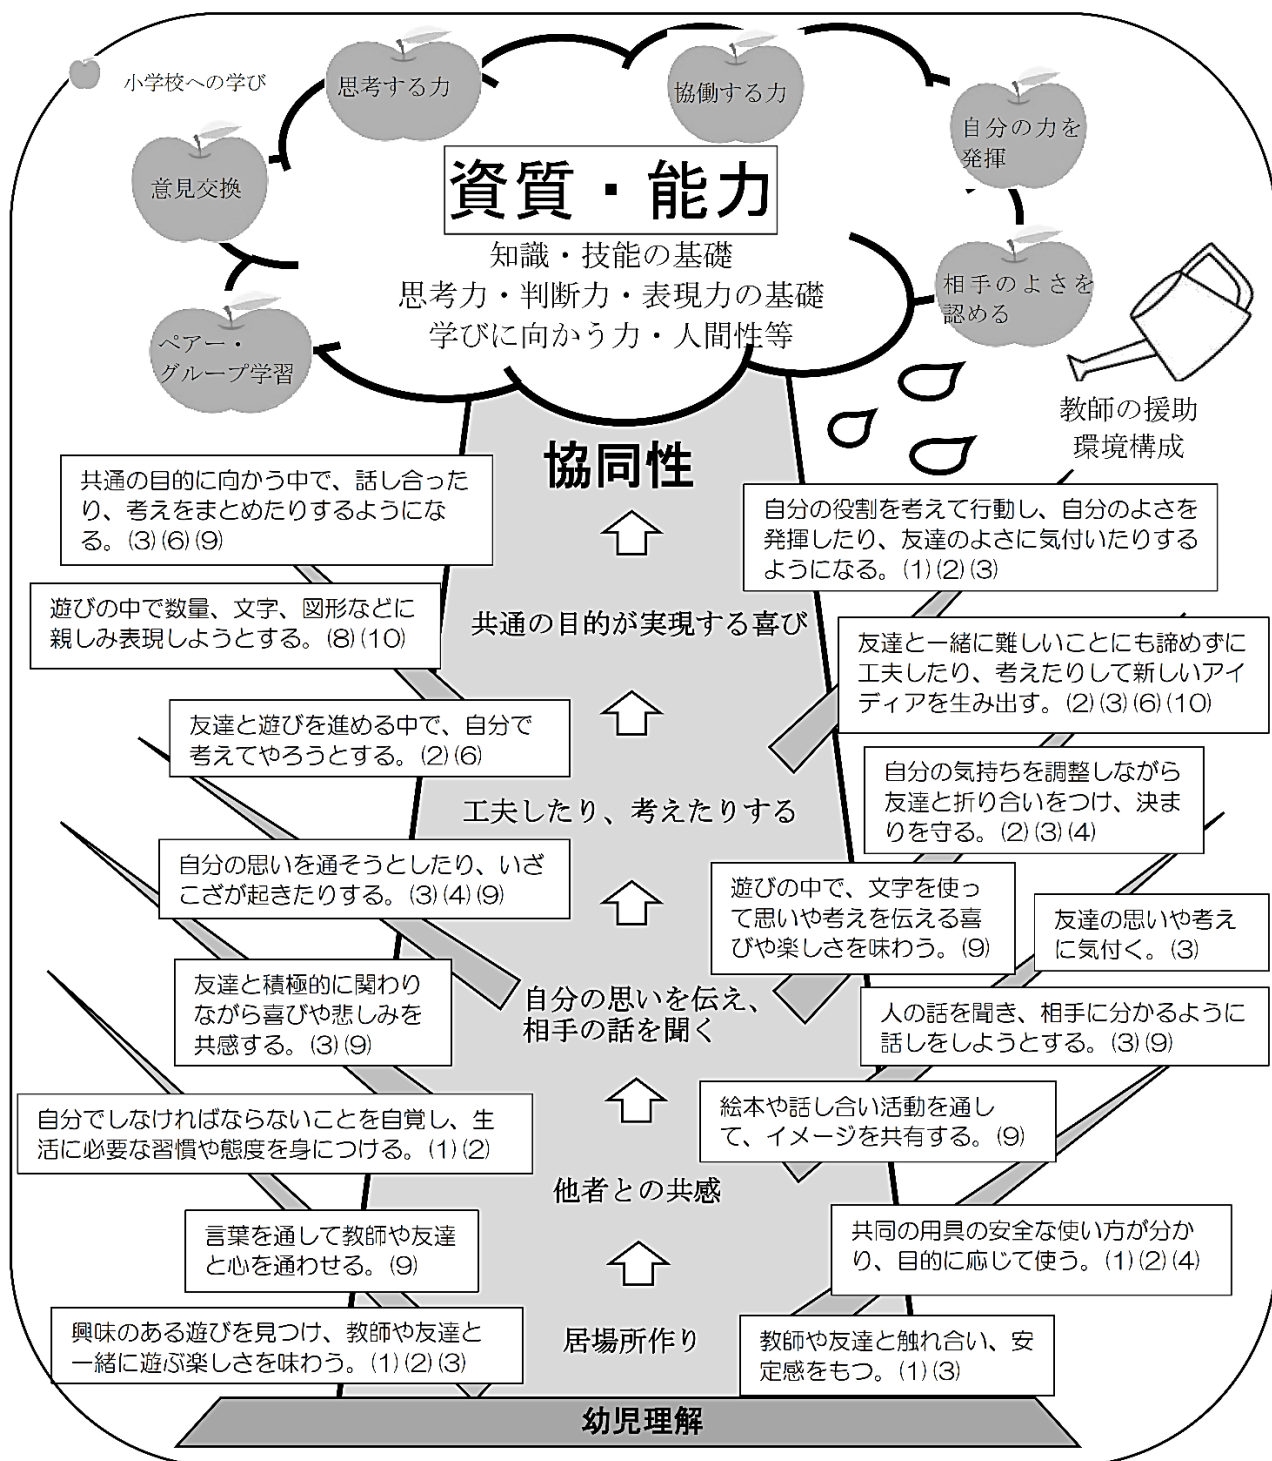 小学校への学び
思考する力
協働する力
自分の力を
発揮
意見交換
資質・能力
知識・技能の基礎
思考力・判断力・表現力の基礎
学びに向かう力・人間性等
相手のよさを
認める
ペアー・
グループ学習
教師の援助
環境構成
協同性
共通の目的に向かう中で、話し合った
り、考えをまとめたりするようにな
る。(3)(6)(9)
自分の役割を考えて行動し、自分のよさを
発揮したり、友達のよさに気付いたりする
ようになる。(1)(2)(3)
遊びの中で数量、文字、図形などに
親しみ表現しようとする。(8)(10)
共通の目的が実現する喜び
友達と一緒に難しいことにも諦めずに
工夫したり、考えたりして新しいアイ
ディアを生み出す。(2)(3)(6)(10)
友達と遊びを進める中で、自分で
考えてやろうとする。(2)(6)
自分の気持ちを調整しながら
友達と折り合いをつけ、決ま
りを守る。(2)(3)(4)
工夫したり、考えたりする
自分の思いを通そうとしたり、いざ
こざが起きたりする。(3)(4)(9)
遊びの中で、文字を使っ
て思いや考えを伝える喜
びや楽しさを味わう。(9)
友達の思いや考え
に気付く。(3)
友達と積極的に関わり
ながら喜びや悲しみを
共感する。(3)(9)
自分の思いを伝え、
相手の話を聞く
人の話を聞き、相手に分かるように
話しをしようとする。(3)(9)
自分でしなければならないことを自覚し、生
活に必要な習慣や態度を身につける。(1)(2)
絵本や話し合い活動を通し
て、イメージを共有する。(9)
他者との共感
言葉を通して教師や友達
と心を通わせる。(9)
共同の用具の安全な使い方が分か
り、目的に応じて使う。(1)(2)(4)
興味のある遊びを見つけ、教師や友達と
一緒に遊ぶ楽しさを味わう。(1)(2)(3)
居場所作り
教師や友達と触れ合い、安
定感をもつ。(1)(3)
幼児理解